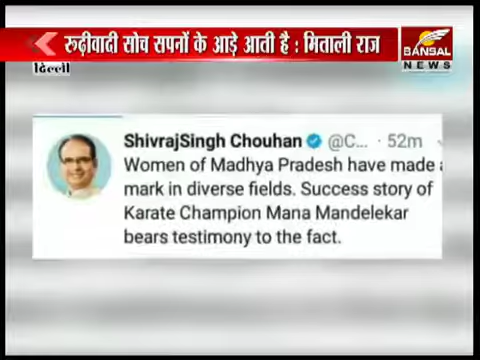 रूढ़ीवादी सोच सपनों के आड़े आती है : मिताली राज
BANSAL
NEWS
दिल्ली
ShivrajSingh Chouhan @C... · 52m
Women of Madhya Pradesh have made a
mark in diverse fields. Success story of
Karate Champion Mana Mandelekar
bears testimony to the fact.